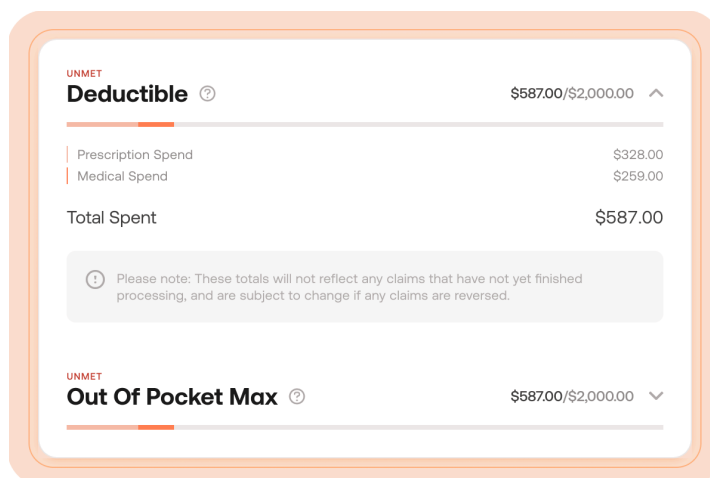 UNMET
Deductible
$587.00/$2,000.00
Prescription Spend $328.00
Medical Spend $259.00
Total Spent $587.00
Please note: These totals will not reflect any claims that have not yet finished
processing, and are subject to change if any claims are reversed.
UNMET
Out Of Pocket Max
$587.00/$2,000.00